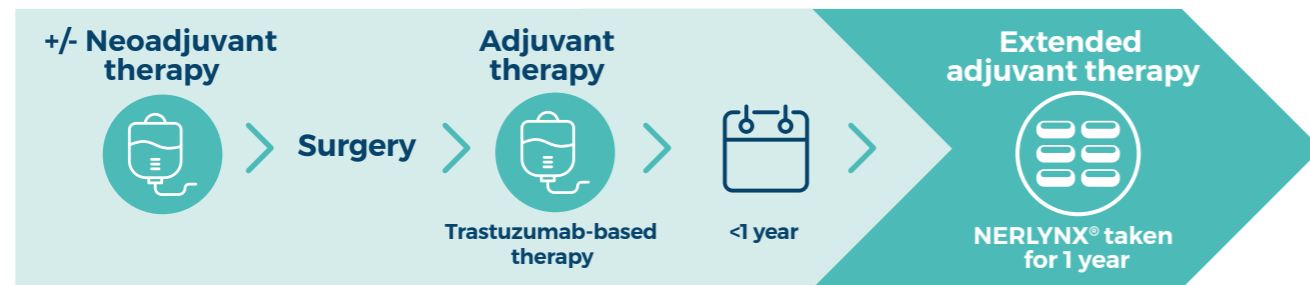 +/- Neoadjuvant
therapy
Surgery
Adjuvant
therapy
Trastuzumab-based
therapy
<1 year
Extended
adjuvant therapy
NERLYNX® taken
for 1 year